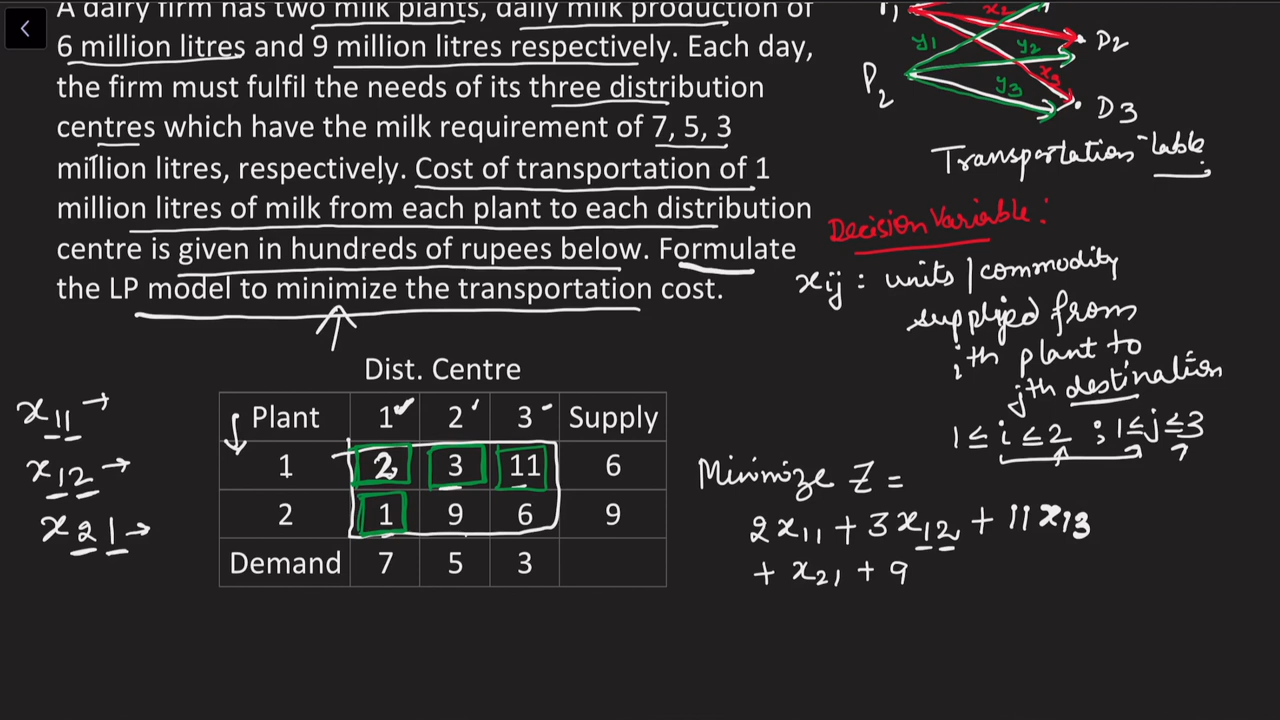 A dairy firm has two milk plants, daily milk production of
6 million litres and 9 million litres respectively. Each day,
the firm must fulfil the needs of its three distribution
centres which have the milk requirement of 7, 5, 3
million litres, respectively. Cost of transportation of 1
million litres of milk from each plant to each distribution
centre is given in hundreds of rupees below. Formulate
the LP model to minimize the transportation cost.
Dist. Centre
Plant 1 2 3 Supply
1 2 3 11 6
2 1 9 6 9
Demand 7 5 3
x11 →
x12 →
x21 →
x2
D2
y1
y2
x3
P2
y3
D3
Transportation table
Decision Variable :
xij : units / commodity
supplied from
ith plant to
jth destination
1 ≤ i ≤ 2 ; 1 ≤ j ≤ 3
Minimize Z =
2x11 + 3x12 + 11x13
+ x21 + 9